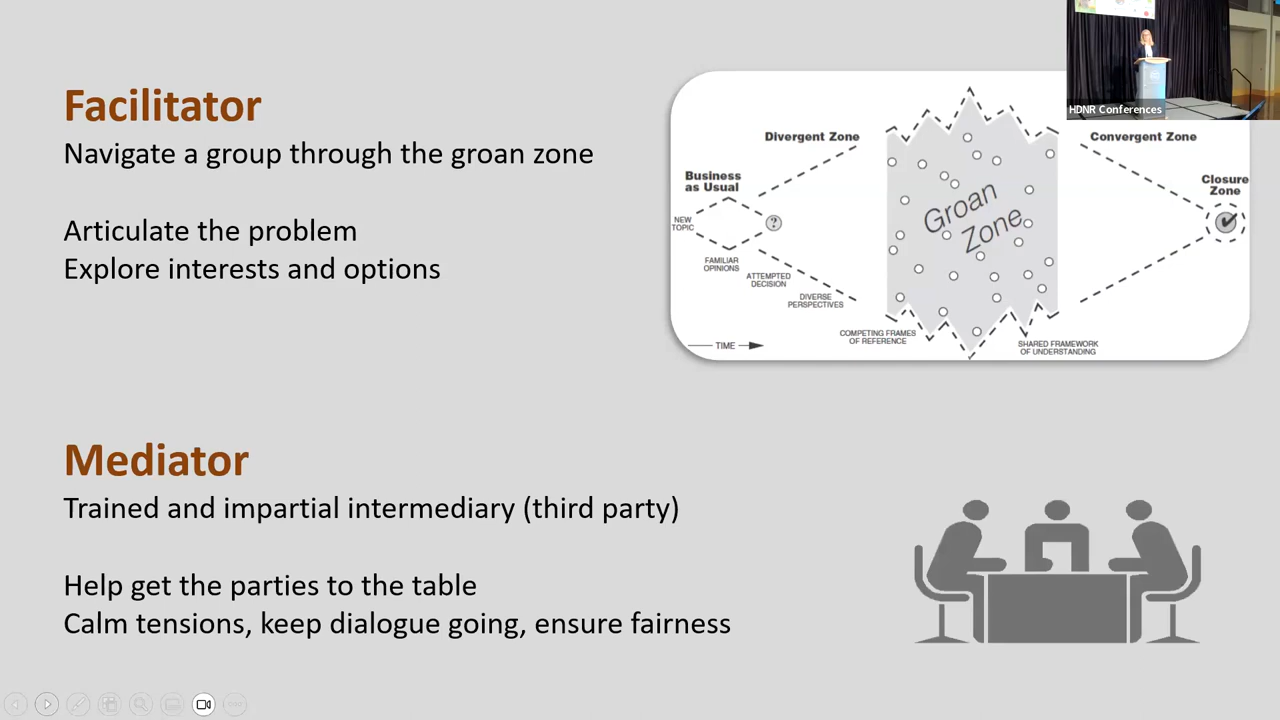 Facilitator
Navigate a group through the groan zone
Articulate the problem
Explore interests and options
Divergent Zone
Convergent Zone
Business
as Usual
Closure
Zone
NEW
TOPIC
?
Groan
Zone
FAMILIAR
OPINIONS
ATTEMPTED
DECISION
DIVERSE
PERSPECTIVES
COMPETING FRAMES
OF REFERENCE
SHARED FRAMEWORK
OF UNDERSTANDING
TIME
HDNR Conferences
Mediator
Trained and impartial intermediary (third party)
Help get the parties to the table
Calm tensions, keep dialogue going, ensure fairness